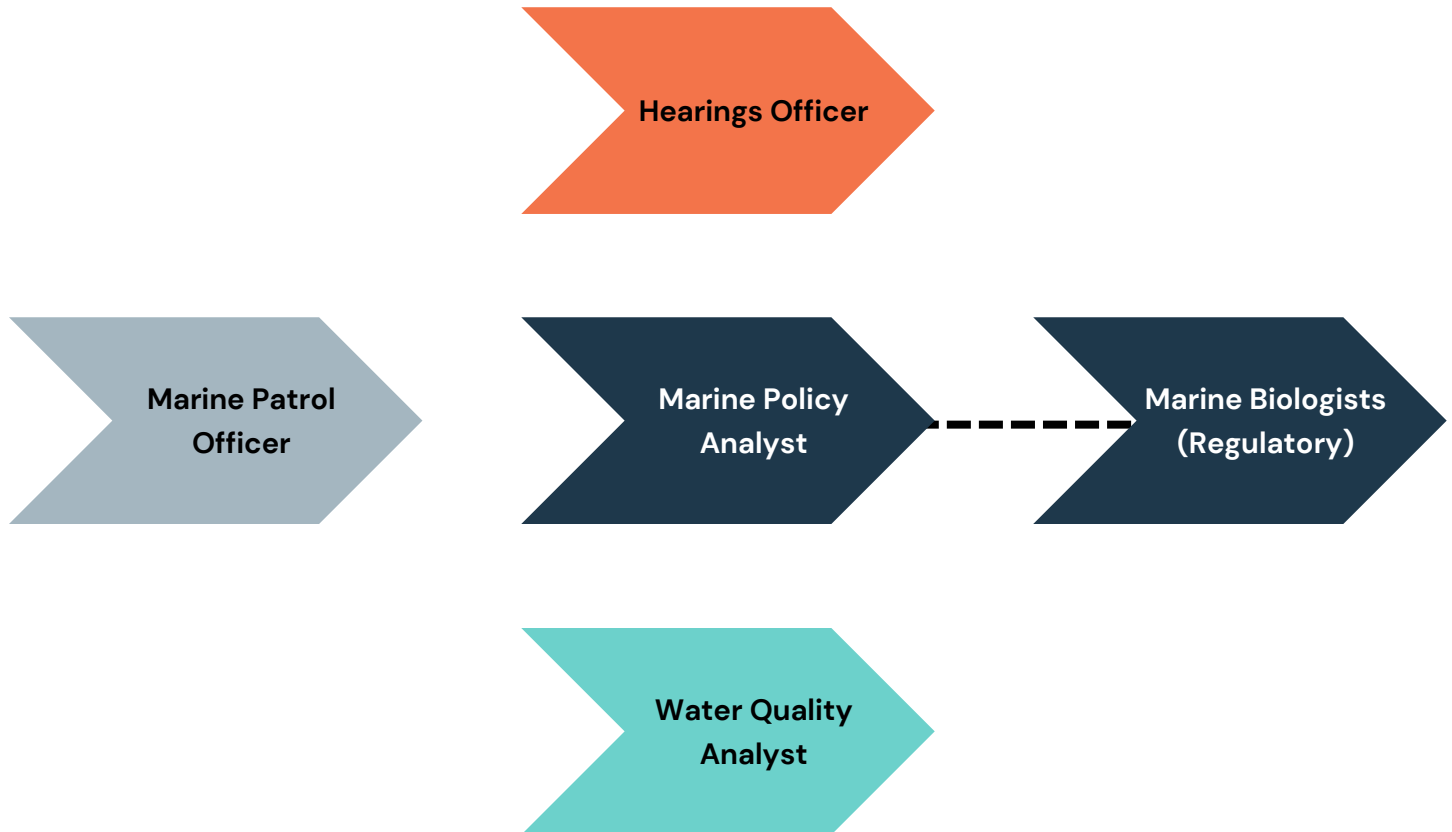 Hearings Officer
Marine Patrol
Officer
Marine Policy
Analyst
Marine Biologists
(Regulatory)
Water Quality
Analyst